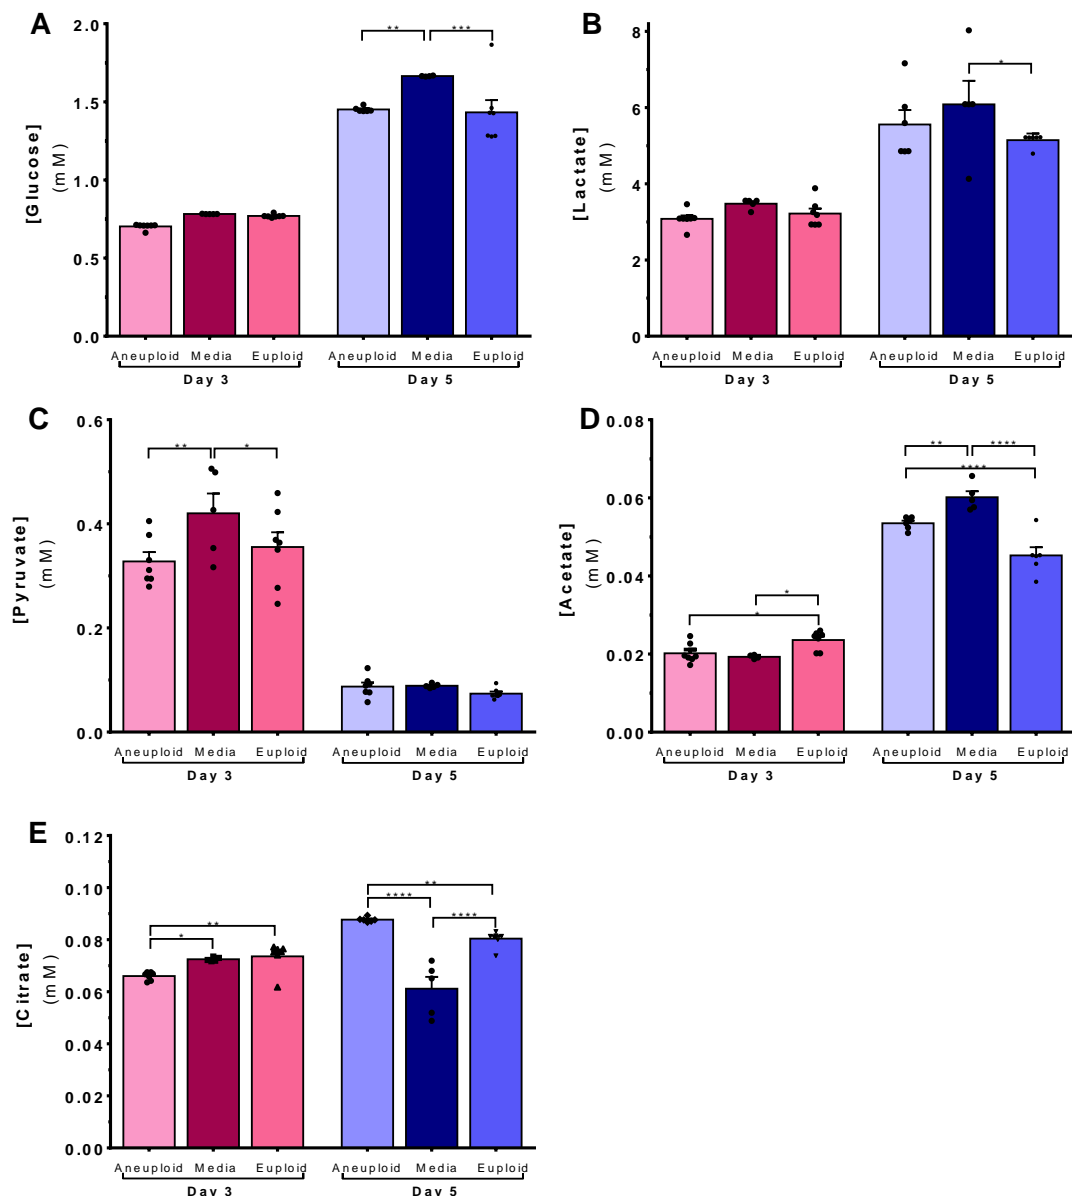 A
[Glucose]
(mM)
2.0
1.5
1.0
0.5
0.0
** ***
Aneuploid Media Euploid Aneuploid Media Euploid
Day 3 Day 5
B
[Lactate]
(mM)
8
6
4
2
0
*
Aneuploid Media Euploid Aneuploid Media Euploid
Day 3 Day 5
C
[Pyruvate]
(mM)
0.6
0.4
0.2
0.0
** *
Aneuploid Media Euploid Aneuploid Media Euploid
Day 3 Day 5
D
[Acetate]
(mM)
0.08
0.06
0.04
0.02
0.00
** ****
****
*
*
Aneuploid Media Euploid Aneuploid Media Euploid
Day 3 Day 5
E
[Citrate]
(mM)
0.12
0.10
0.08
0.06
0.04
0.02
0.00
**
****
**
****
*
Aneuploid Media Euploid Aneuploid Media Euploid
Day 3 Day 5